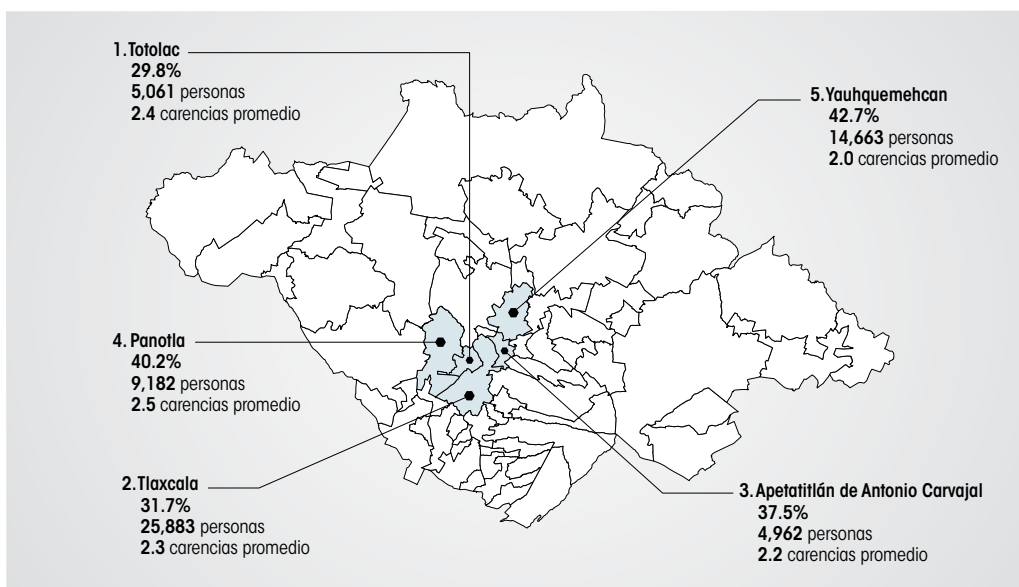 1.Totolac
29.8%
5,061 personas
2.4 carencias promedio
5.Yauhquemehcan
42.7%
14,663 personas
2.0 carencias promedio
4. Panotla
40.2%
9,182 personas
2.5 carencias promedio
2.Tlaxcala
31.7%
25,883 personas
2.3 carencias promedio
3.Apetatitlán de Antonio Carvajal
37.5%
4,962 personas
2.2 carencias promedio